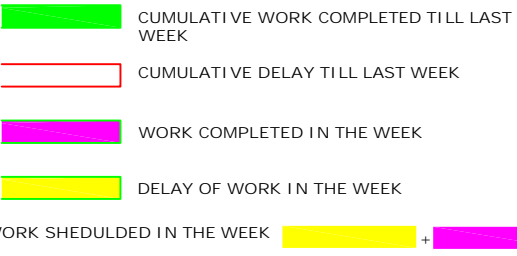 CUMULATIVE WORK COMPLETED TILL LAST
WEEK
CUMULATIVE DELAY TILL LAST WEEK
WORK COMPLETED IN THE WEEK
DELAY OF WORK IN THE WEEK
WORK SHEDULDED IN THE WEEK +